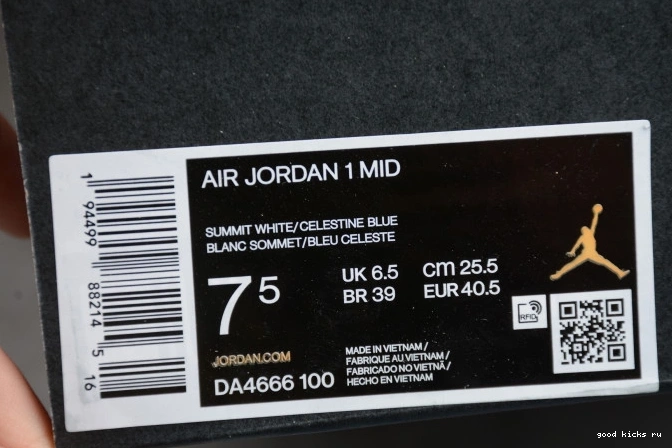 AIR JORDAN 1 MID
SUMMIT WHITE/CELESTINE BLUE
BLANC SOMMET/BLEU CELESTE
7 5
UK 6.5 cm 25.5
BR 39 EUR 40.5
RFID
JORDAN.COM
DA4666 100
MADE IN VIETNAM/
FABRIQUE AU VIETNAM/
FABRICADO NO VIETNÃ/
HECHO EN VIETNAM
1 94499 88214 5 16
good kicks ru